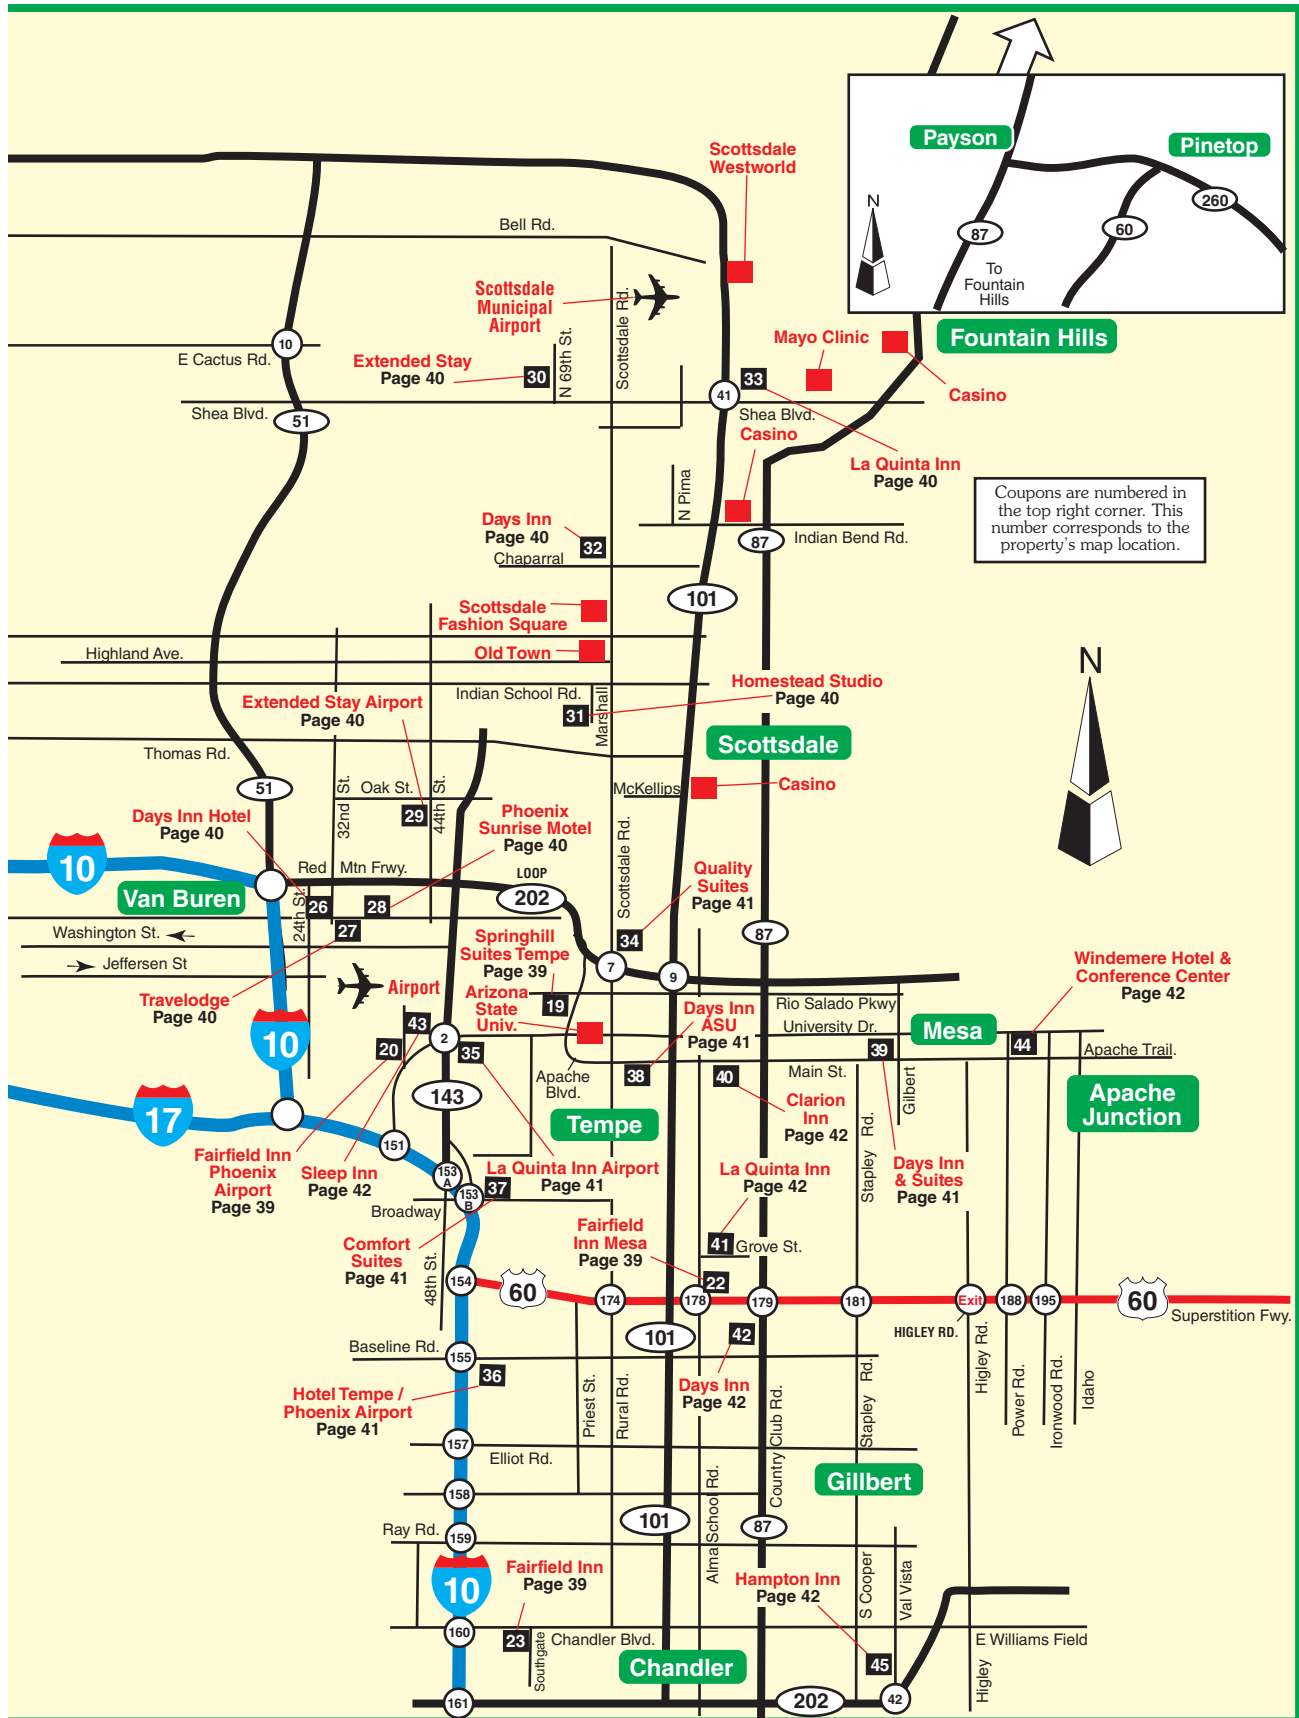 Scottsdale
Westworld
Payson
Pinetop
N
87
60
260
To
Fountain
Hills
Bell Rd.
Scottsdale
Municipal
Airport
Scottsdale Rd.
N 69th St.
10
E Cactus Rd.
Extended Stay
Page 40
30
Mayo Clinic
Fountain Hills
Casino
33
41
Shea Blvd.
51
Shea Blvd.
Casino
La Quinta Inn
Page 40
N Pima
Coupons are numbered in
the top right corner. This
number corresponds to the
property's map location.
Days Inn
Page 40
32
Chaparral
87
Indian Bend Rd.
101
Scottsdale
Fashion Square
Old Town
Highland Ave.
N
Indian School Rd.
Marshall
31
Homestead Studio
Page 40
Extended Stay Airport
Page 40
Scottsdale
Thomas Rd.
51
32nd St.
Oak St.
44th St.
29
McKellips
Casino
Days Inn Hotel
Page 40
Phoenix
Sunrise Motel
Page 40
Scottsdale Rd.
10
Red Mtn Frwy.
LOOP
202
Quality
Suites
Page 41
Van Buren
24th St.
26
28
27
34
87
Washington St.
Jeffersen St
Springhill
Suites Tempe
Page 39
7
9
Windemere Hotel &
Conference Center
Page 42
Airport
Travelodge
Page 40
Arizona
State
Univ.
19
Rio Salado Pkwy
University Dr.
Mesa
Days Inn
ASU
Page 41
10
43
2
20
35
39
44
Apache Trail.
Apache
Blvd.
38
40
Main St.
Gilbert
143
Clarion
Inn
Page 42
Apache
Junction
17
Tempe
151
Fairfield Inn
Phoenix
Airport
Page 39
Sleep Inn
Page 42
153
A
153
B
La Quinta Inn Airport
Page 41
37
La Quinta Inn
Page 42
Stapley Rd.
Days Inn
& Suites
Page 41
Broadway
Comfort
Suites
Page 41
48th St.
Fairfield
Inn Mesa
Page 39
41
Grove St.
22
154
60
174
178
179
181
Exit
188
195
60
Superstition Fwy.
HIGLEY RD.
101
42
Baseline Rd.
155
36
Hotel Tempe /
Phoenix Airport
Page 41
Days Inn
Page 42
Priest St.
Rural Rd.
Country Club Rd.
Stapley Rd.
Higley Rd.
Power Rd.
Ironwood Rd.
Idaho
157
Elliot Rd.
Gillbert
158
Alma School Rd.
101
87
Ray Rd.
159
10
Fairfield Inn
Page 39
Hampton Inn
Page 42
S Cooper
Val Vista
160
23
Southgate
Chandler Blvd.
E Williams Field
Chandler
45
Higley
161
202
42